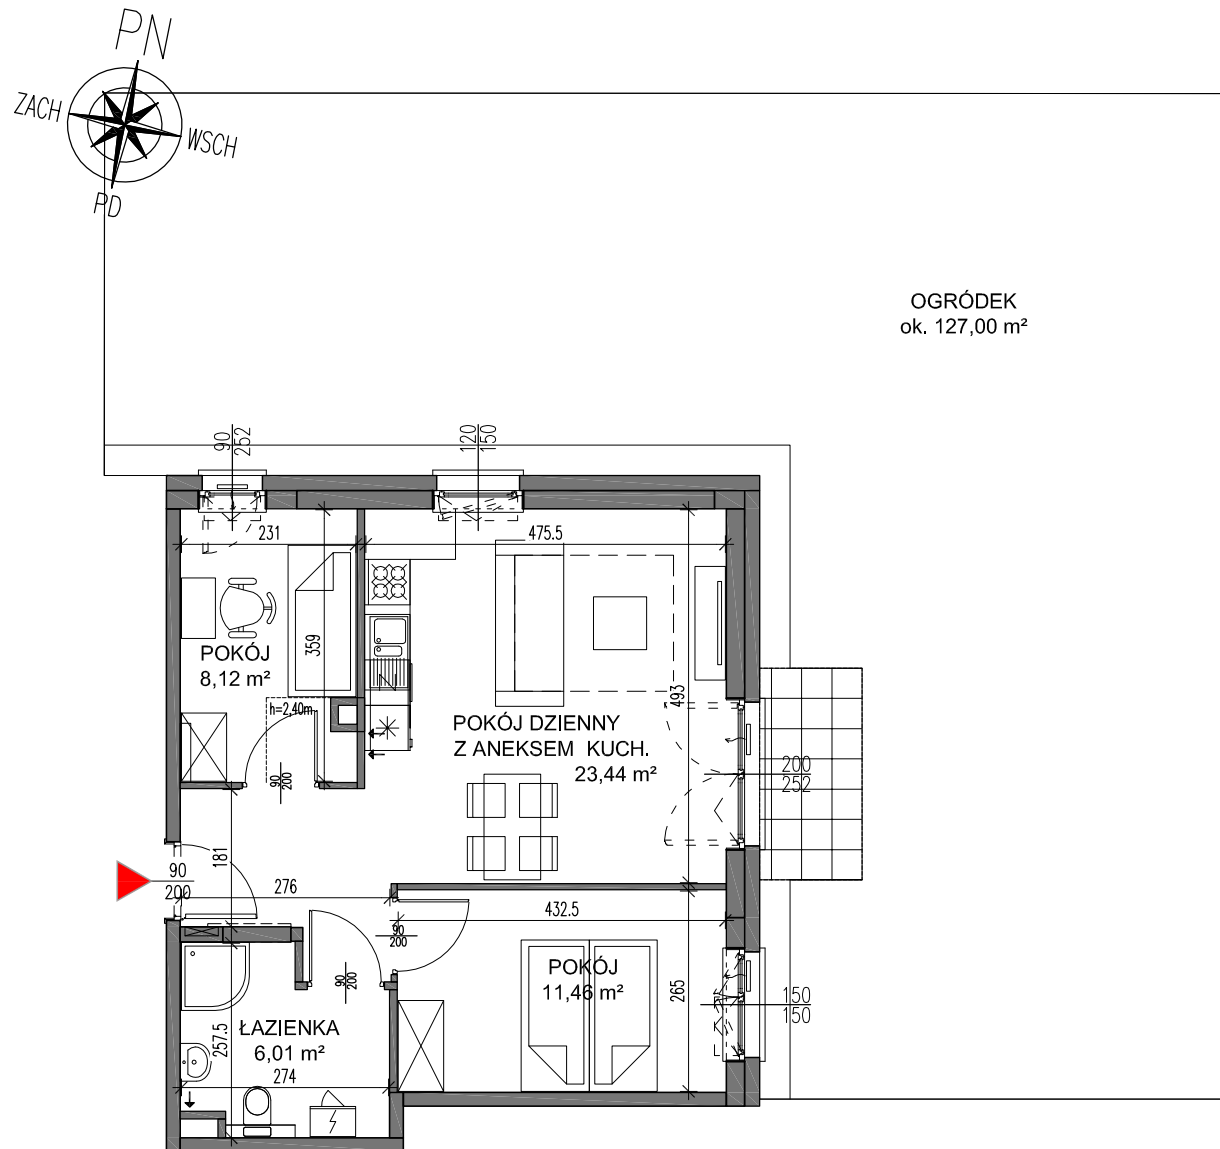 PN
ZACH
WSCH
PD
OGRÓDEK
ok. 127,00 m²
90
252
120
150
231
475.5
359
POKÓJ
8,12 m²
h=2,40m
493
POKÓJ DZIENNY
Z ANEKSEM KUCH.
23,44 m²
200
252
90
200
181
90
200
276
432.5
90
200
POKÓJ
11,46 m²
265
90
200
150
150
257.5
ŁAZIENKA
6,01 m²
274